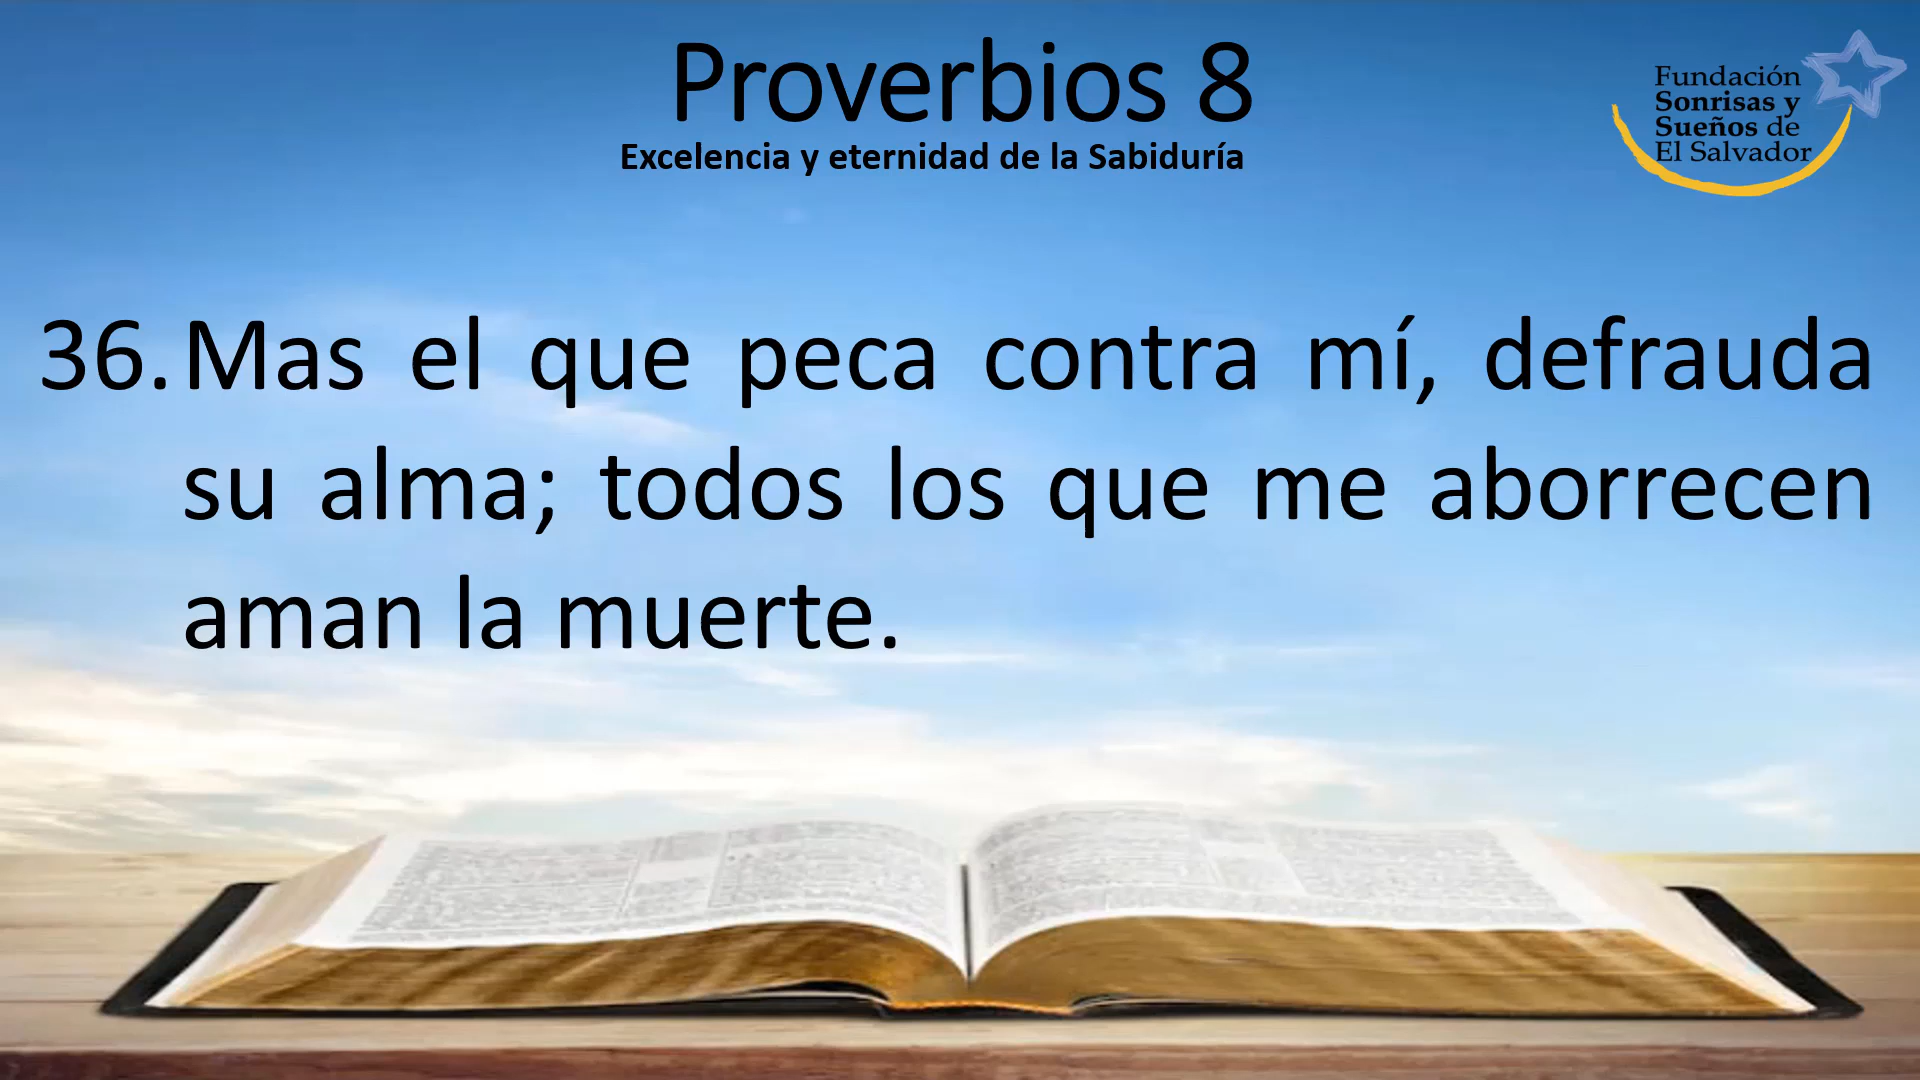 Proverbios 8
Excelencia y eternidad de la Sabiduría
Fundación
Sonrisas y
Sueños de
El Salvador
36. Mas el que peca contra mí, defrauda
su alma; todos los que me aborrecen
aman la muerte.